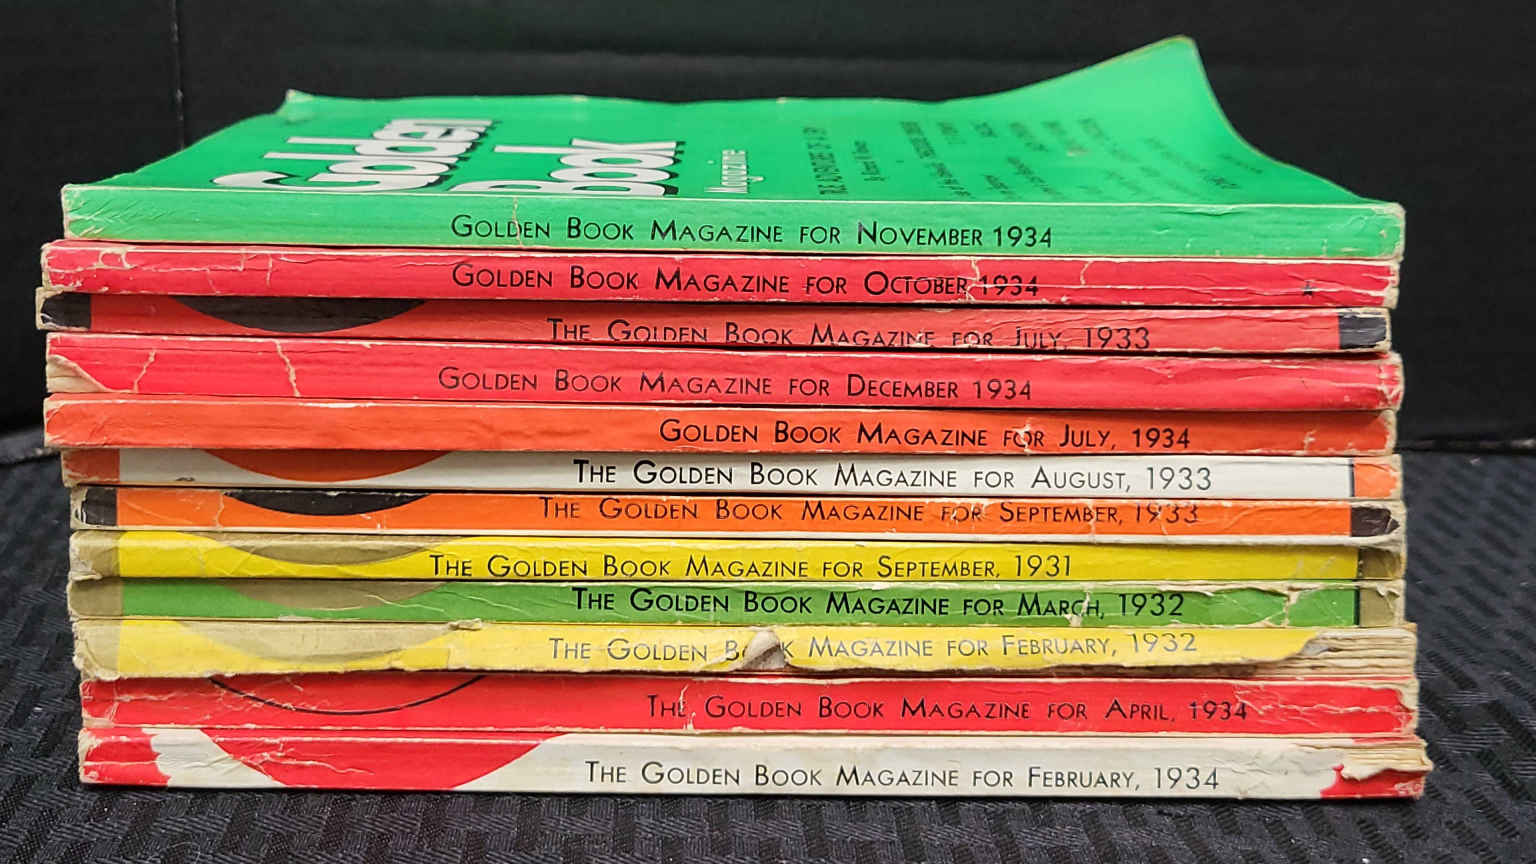 Golden
Book
Magazine
GOLDEN BOOK MAGAZINE FOR NOVEMBER 1934
GOLDEN BOOK MAGAZINE FOR OCTOBER 1934
THE GOLDEN BOOK MAGAZINE FOR JULY, 1933
GOLDEN BOOK MAGAZINE FOR DECEMBER 1934
GOLDEN BOOK MAGAZINE FOR JULY, 1934
THE GOLDEN BOOK MAGAZINE FOR AUGUST, 1933
THE GOLDEN BOOK MAGAZINE FOR SEPTEMBER, 1933
THE GOLDEN BOOK MAGAZINE FOR SEPTEMBER, 1931
THE GOLDEN BOOK MAGAZINE FOR MARCH, 1932
THE GOLDEN B K MAGAZINE FOR FEBRUARY, 1932
THE GOLDEN BOOK MAGAZINE FOR APRIL, 1934
THE GOLDEN BOOK MAGAZINE FOR FEBRUARY, 1934